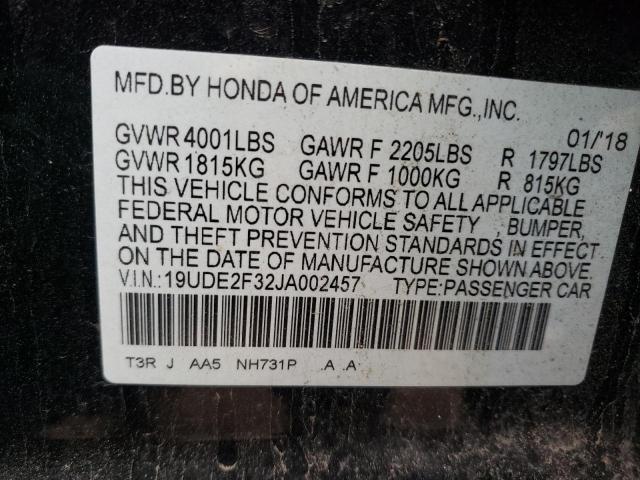 MFD.BY HONDA OF AMERICA MFG.,INC.
01/'18
GVWR 4001LBS GAWR F 2205LBS R 1797LBS
GVWR 1815KG GAWR F 1000KG R 815KG
THIS VEHICLE CONFORMS TO ALL APPLICABLE
FEDERAL MOTOR VEHICLE SAFETY , BUMPER,
AND THEFT PREVENTION STANDARDS IN EFFECT
ON THE DATE OF MANUFACTURE SHOWN ABOVE.
V.I.N.:19UDE2F32JA002457 TYPE:PASSENGER CAR
T3R J AA5 NH731P .A .A